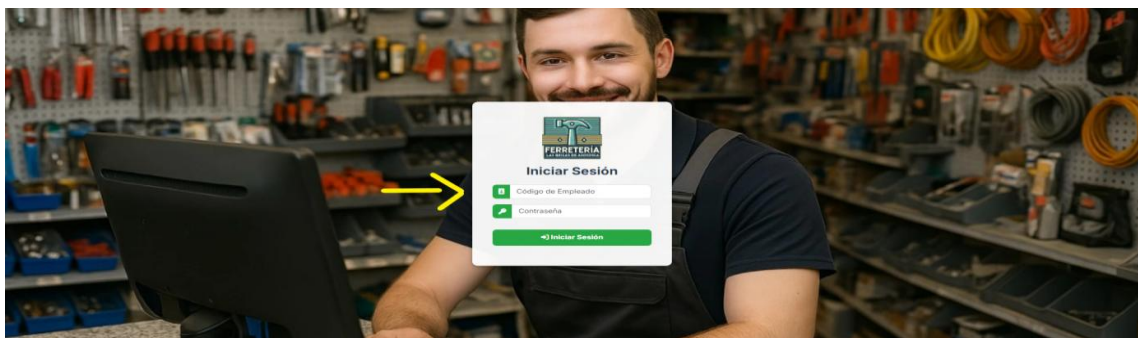 FERRETERÍA
Iniciar Sesión
Código de Empleado
Contraseña
Iniciar Sesión